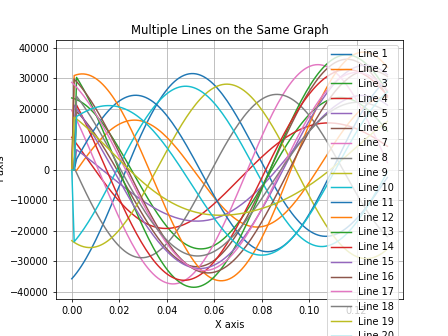 Multiple Lines on the Same Graph
40000
30000
20000
10000
0
-10000
-20000
-30000
-40000
0.00
0.02
0.04
0.06
0.08
0.10
X axis
Line 1
Line 2
Line 3
Line 4
Line 5
Line 6
Line 7
Line 8
Line 9
Line 10
Line 11
Line 12
Line 13
Line 14
Line 15
Line 16
Line 17
Line 18
Line 19
Line 20